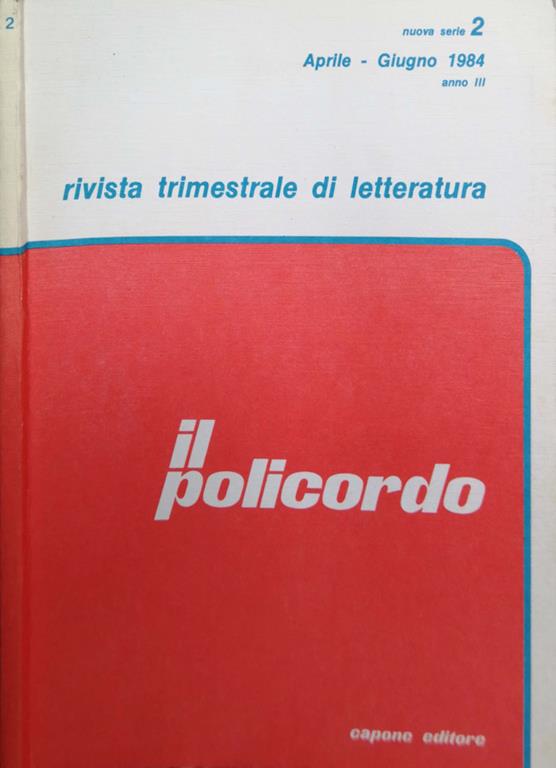 2
nuova serie 2
Aprile - Giugno 1984
anno III
rivista trimestrale di letteratura
il
policordo
capone editore